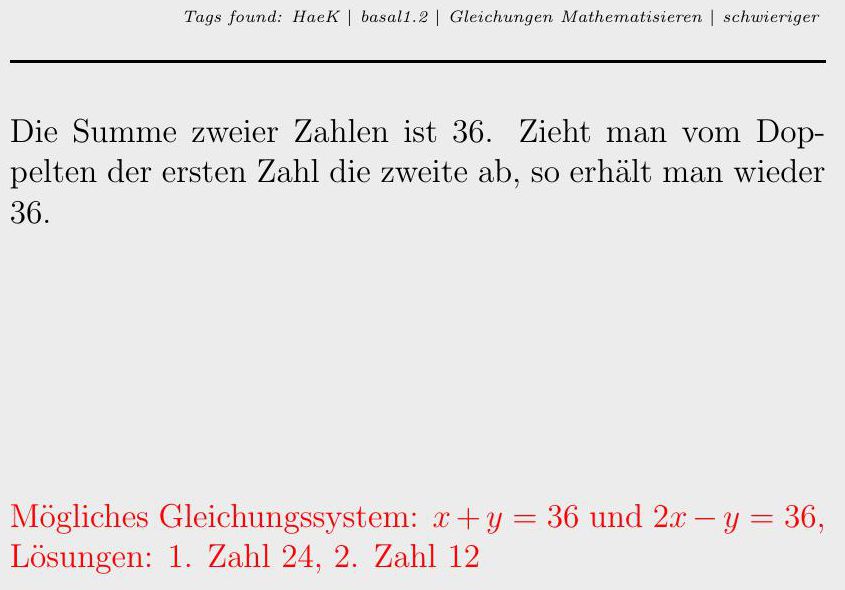 Tags found: HaeK | basal1.2 | Gleichungen Mathematisieren | schwieriger
Die Summe zweier Zahlen ist 36. Zieht man vom Dop-
pelten der ersten Zahl die zweite ab, so erhält man wieder
36.
Mögliches Gleichungssystem: x + y = 36 und 2x − y = 36,
Lösungen: 1. Zahl 24, 2. Zahl 12